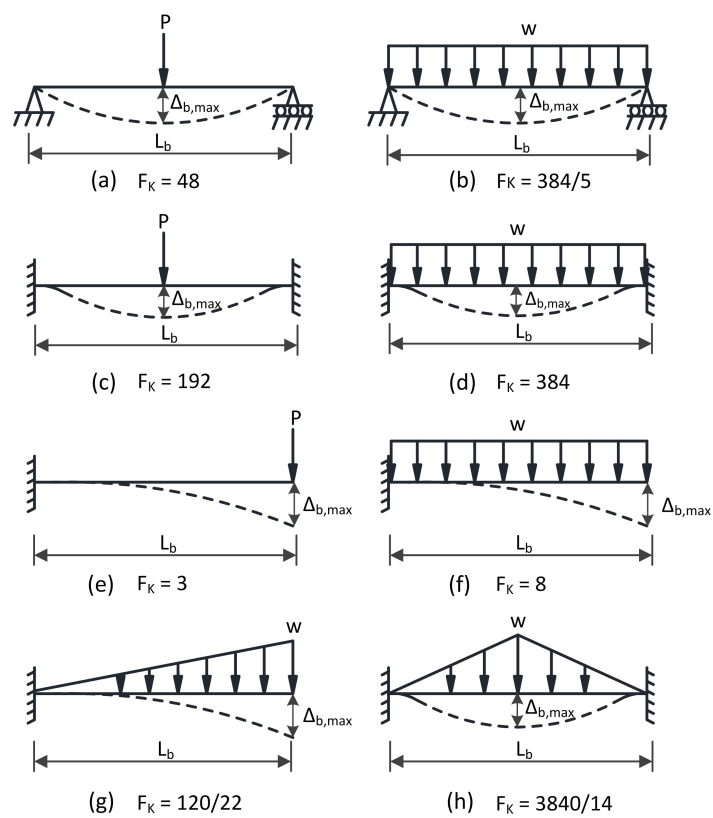 P
Δb,max
Lb
(a) FK = 48
w
Δb,max
Lb
(b) FK = 384/5
P
Δb,max
Lb
(c) FK = 192
w
Δb,max
Lb
(d) FK = 384
P
Δb,max
Lb
(e) FK = 3
w
Δb,max
Lb
(f) FK = 8
w
Δb,max
Lb
(g) FK = 120/22
w
Δb,max
Lb
(h) FK = 3840/14